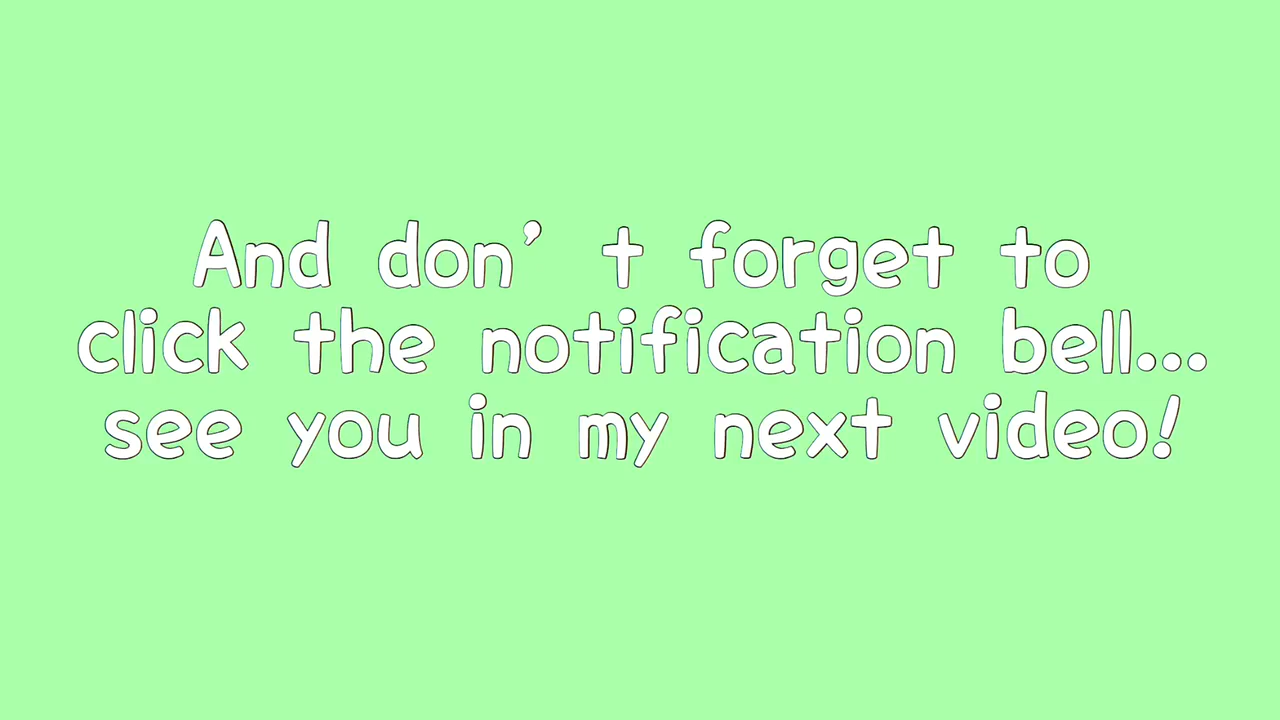 And don’t forget to
click the notification bell...
see you in my next video!